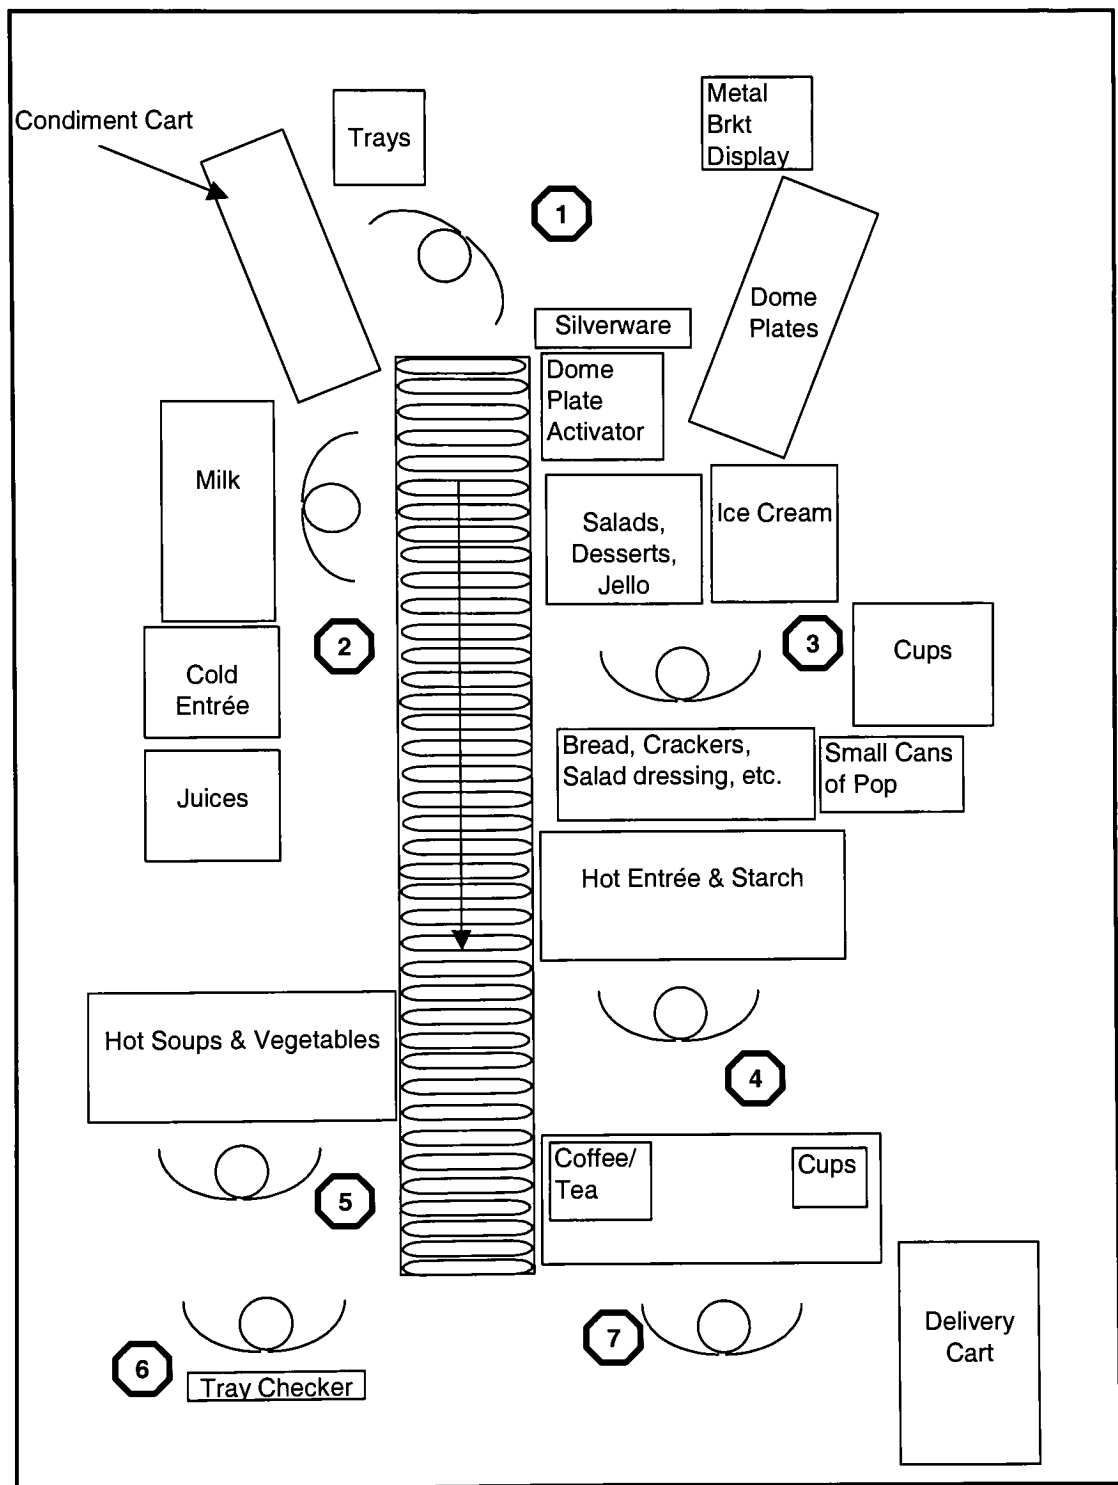 Condiment Cart
Trays
Metal
Brkt
Display
1
Dome
Plates
Silverware
Dome
Plate
Activator
Milk
Salads,
Desserts,
Jello
Ice Cream
2
3
Cups
Cold
Entrée
Bread, Crackers,
Salad dressing, etc.
Small Cans
of Pop
Juices
Hot Entrée & Starch
Hot Soups & Vegetables
4
Coffee/
Tea
Cups
5
7
Delivery
Cart
6
Tray Checker